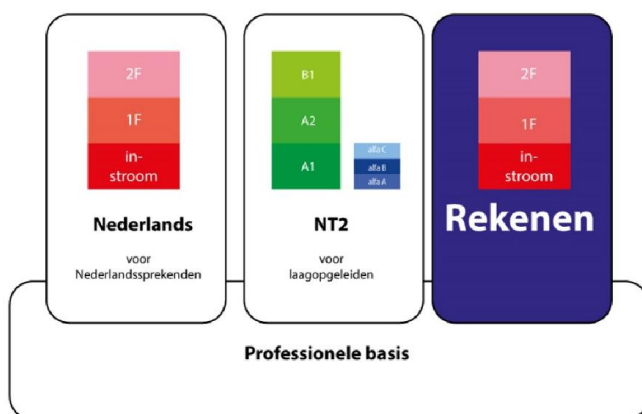 2F
1F
in-
stroom
Nederlands
voor
Nederlandssprekenden
B1
A2
A1
alfa C
alfa B
alfa A
NT2
voor
laagopgeleiden
2F
1F
in-
stroom
Rekenen
Professionele basis